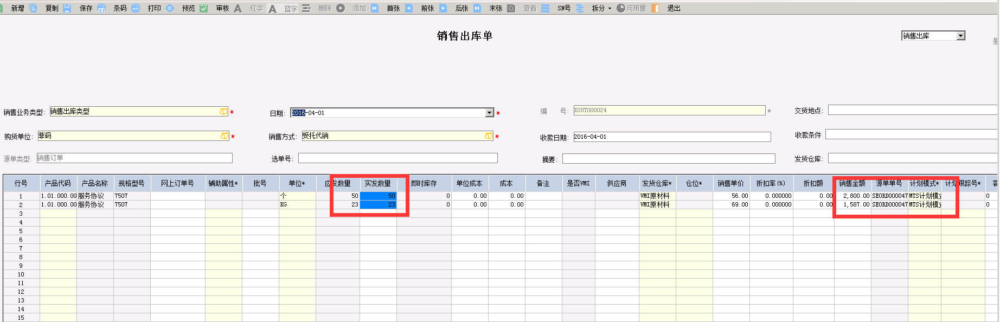 新增 复制 保存 条码 打印 预览 审核 红字 蓝字 删除 添加 首张 前张 后张 末张 查看 SN号 拆分 可用量 退出
销售出库单
销售出库
是
销售业务类型: 销售出库类型 * 日期: 2016-04-01 * 编 号: XOUT000024 * 交货地点:
购货单位: 菲码 * 销售方式: 受托代销 * 收款日期: 2016-04-01 收款条件
源单类型: 销售订单 选单号: 摘要: 发货仓库:
行号 产品代码 产品名称 规格型号 网上订单号 辅助属性* 批号 单位* 应发数量 实发数量 即时库存 单位成本 成本 备注 是否VMI 供应商 发货仓库* 仓位* 销售单价 折扣率(%) 折扣额 销售金额 源单单号 计划模式* 计划跟踪号* 客
1 1.01.000.00 服务协议 7507 个 50 50 0 0.00 0.00 VMI原材料 56.00 0.000000 0.00 2,800.00 SEORD000047 MTS计划模式 0
2 1.01.000.00 服务协议 7507 KG 23 23 0 0.00 0.00 VMI原材料 69.00 0.000000 0.00 1,587.00 SEORD000047 MTS计划模式 0
3
4
5
6
7
8
9
10
11
12
13
14
15